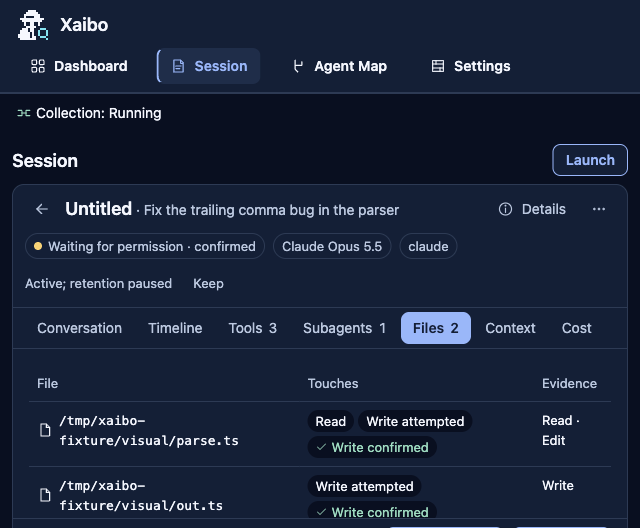 Xaibo
Dashboard Session Agent Map Settings
Collection: Running
Session Launch
Untitled · Fix the trailing comma bug in the parser Details ···
Waiting for permission · confirmed Claude Opus 5.5 claude
Active; retention paused Keep
Conversation Timeline Tools 3 Subagents 1 Files 2 Context Cost
File Touches Evidence
/tmp/xaibo- Read Write attempted Read ·
fixture/visual/parse.ts Write confirmed Edit
/tmp/xaibo- Write attempted Write
fixture/visual/out.ts Write confirmed